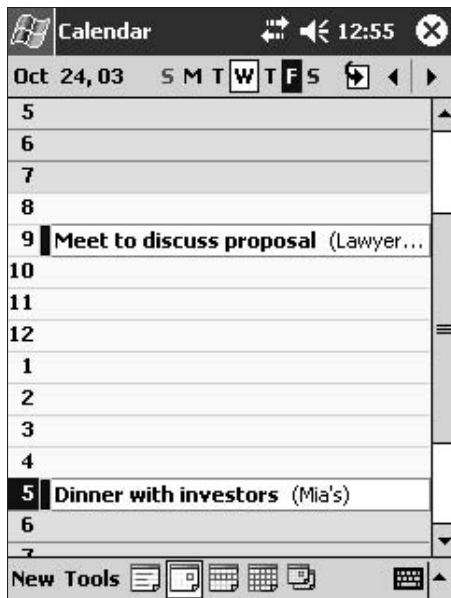 Calendar 12:55
Oct 24, 03 S M T W T F S
5
6
7
8
9 Meet to discuss proposal (Lawyer...
10
11
12
1
2
3
4
5 Dinner with investors (Mia's)
6
7
New Tools